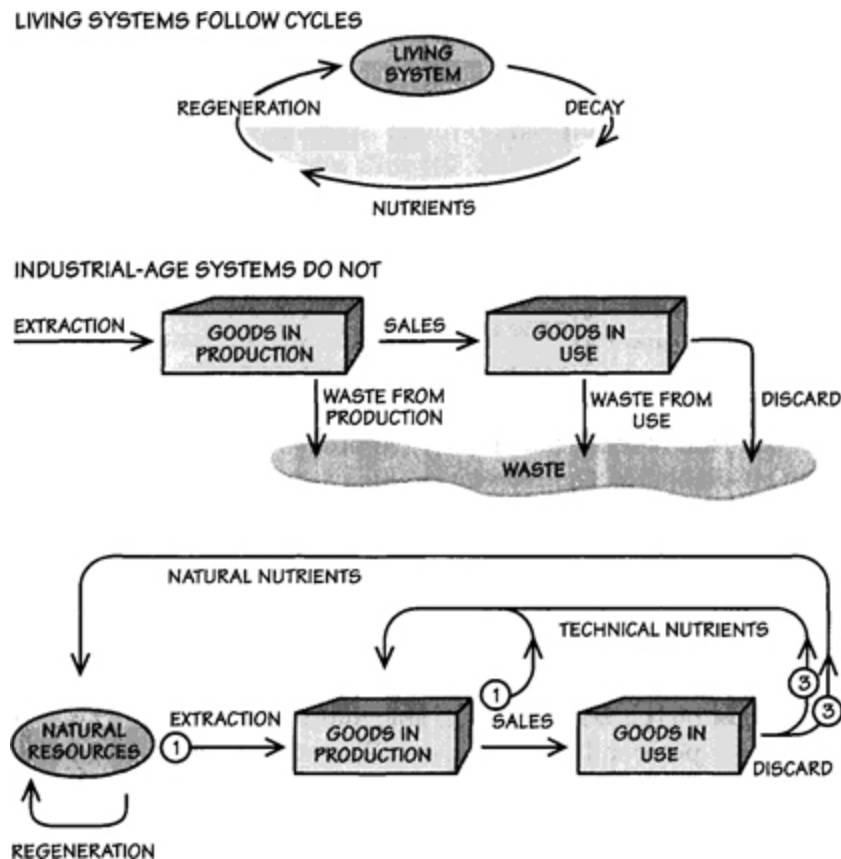 LIVING SYSTEMS FOLLOW CYCLES
LIVING
SYSTEM
REGENERATION
DECAY
NUTRIENTS
INDUSTRIAL-AGE SYSTEMS DO NOT
EXTRACTION
GOODS IN
PRODUCTION
SALES
GOODS IN
USE
WASTE FROM
PRODUCTION
WASTE FROM
USE
DISCARD
WASTE
NATURAL NUTRIENTS
TECHNICAL NUTRIENTS
NATURAL
RESOURCES
1
EXTRACTION
GOODS IN
PRODUCTION
1
SALES
GOODS IN
USE
3
3
DISCARD
REGENERATION